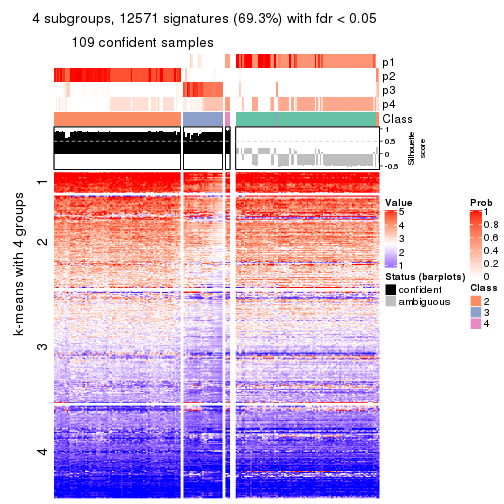 4 subgroups, 12571 signatures (69.3%) with fdr < 0.05
109 confident samples
p1
p2
p3
p4
Class
1
0.5
0
-0.5
Silhouette
score
k-means with 4 groups
1
2
3
4
Value
5
4
3
2
1
Status (barplots)
confident
ambiguous
Prob
1
0.8
0.6
0.4
0.2
0
Class
2
3
4